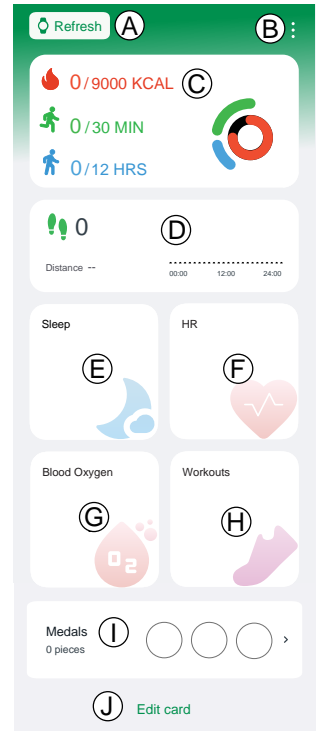 Refresh A B
0/9000 KCAL C
0/30 MIN
0/12 HRS
0 D
Distance --
00:00 12:00 24:00
Sleep HR
E F
Blood Oxygen Workouts
G H
O2
Medals I
0 pieces
J Edit card